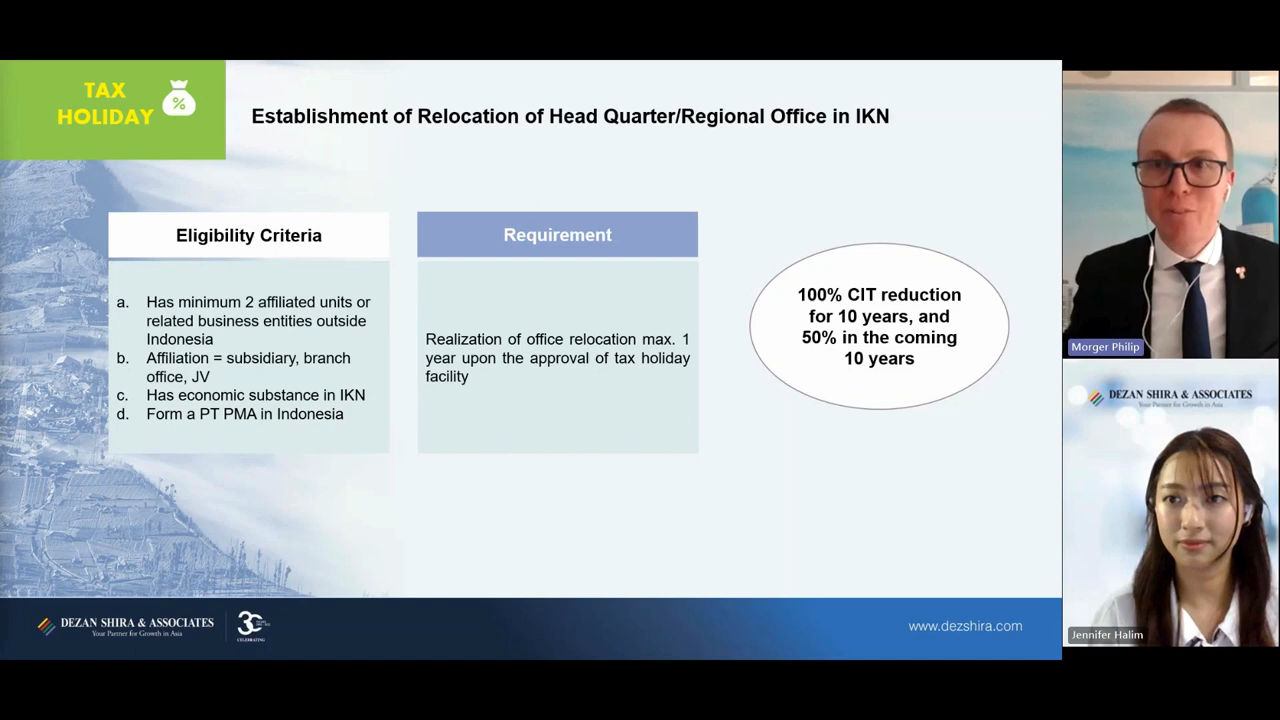 TAX
HOLIDAY
%
Establishment of Relocation of Head Quarter/Regional Office in IKN
Eligibility Criteria
a. Has minimum 2 affiliated units or
related business entities outside
Indonesia
b. Affiliation = subsidiary, branch
office, JV
c. Has economic substance in IKN
d. Form a PT PMA in Indonesia
Requirement
Realization of office relocation max. 1
year upon the approval of tax holiday
facility
100% CIT reduction
for 10 years, and
50% in the coming
10 years
Morger Philip
DEZAN SHIRA & ASSOCIATES
Your Partner for Growth in Asia
Jennifer Halim
DEZAN SHIRA & ASSOCIATES
Your Partner for Growth in Asia
30
CELEBRATING
www.dezshira.com